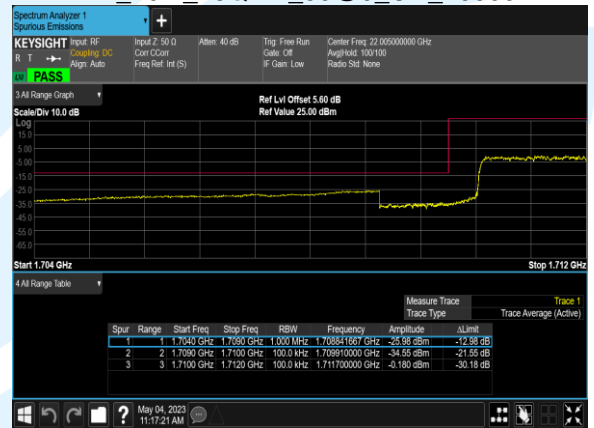 Spectrum Analyzer 1
Spurious Emissions
+
KEYSIGHT Input: RF Input Z: 50 Ω Atten: 40 dB Trig: Free Run Center Freq: 22.005000000 GHz
R T Coupling: DC Corr CCorr Gate: Off Avg|Hold: 100/100
Align: Auto Freq Ref: Int (S) IF Gain: Low Radio Std: None
LV PASS
3 All Range Graph
Ref Lvl Offset 5.60 dB
Scale/Div 10.0 dB Ref Value 25.00 dBm
Log
15.0
5.00
-5.00
-15.0
-25.0
-35.0
-45.0
-55.0
-65.0
Start 1.704 GHz Stop 1.712 GHz
4 All Range Table
Measure Trace Trace 1
Trace Type Trace Average (Active)
Spur Range Start Freq Stop Freq RBW Frequency Amplitude ΔLimit
1 1 1.7040 GHz 1.7090 GHz 1.000 MHz 1.708841667 GHz -25.98 dBm -12.98 dB
2 2 1.7090 GHz 1.7100 GHz 100.0 kHz 1.709910000 GHz -34.55 dBm -21.55 dB
3 3 1.7100 GHz 1.7120 GHz 100.0 kHz 1.711700000 GHz -0.180 dBm -30.18 dB
? May 04, 2023
11:17:21 AM